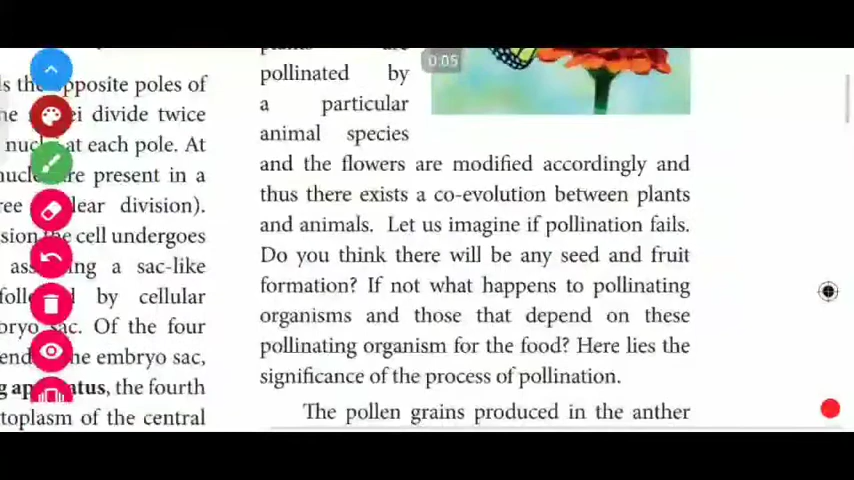 s the opposite poles of
divide twice
at each pole. At
are present in a
division).
the cell undergoes
a sac-like
by cellular
sac. Of the four
the embryo sac,
the fourth
toplasm of the central
0:05
pollinated by
a particular
animal species
and the flowers are modified accordingly and
thus there exists a co-evolution between plants
and animals. Let us imagine if pollination fails.
Do you think there will be any seed and fruit
formation? If not what happens to pollinating
organisms and those that depend on these
pollinating organism for the food? Here lies the
significance of the process of pollination.
The pollen grains produced in the anther